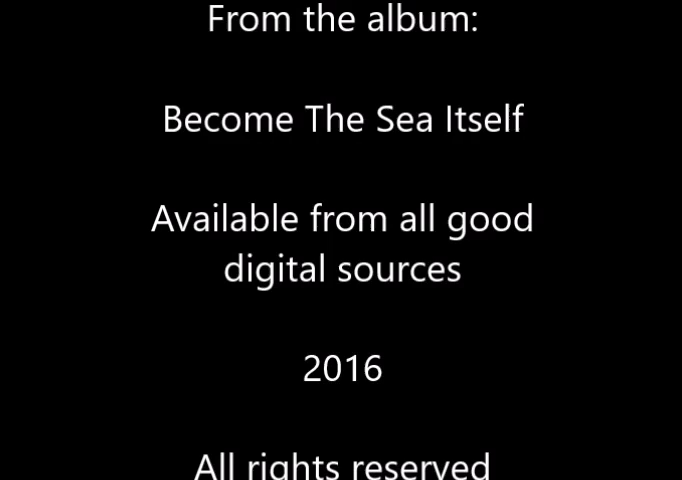 From the album:
Become The Sea Itself
Available from all good
digital sources
2016
All rights reserved